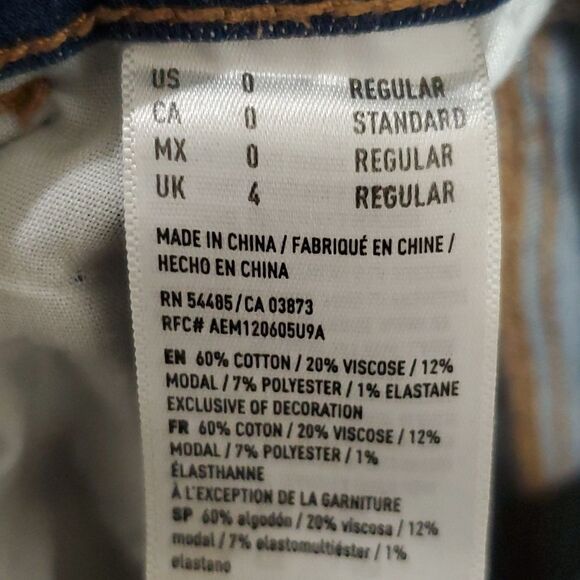 US 0 REGULAR
CA 0 STANDARD
MX 0 REGULAR
UK 4 REGULAR
MADE IN CHINA / FABRIQUÉ EN CHINE /
HECHO EN CHINA
RN 54485/CA 03873
RFC# AEM120605U9A
EN 60% COTTON / 20% VISCOSE / 12%
MODAL / 7% POLYESTER / 1% ELASTANE
EXCLUSIVE OF DECORATION
FR 60% COTON / 20% VISCOSE / 12%
MODAL / 7% POLYESTER / 1%
ÉLASTHANNE
À L'EXCEPTION DE LA GARNITURE
SP 60% algodón / 20% viscosa / 12%
modal / 7% elastomultiéster / 1%
elastano